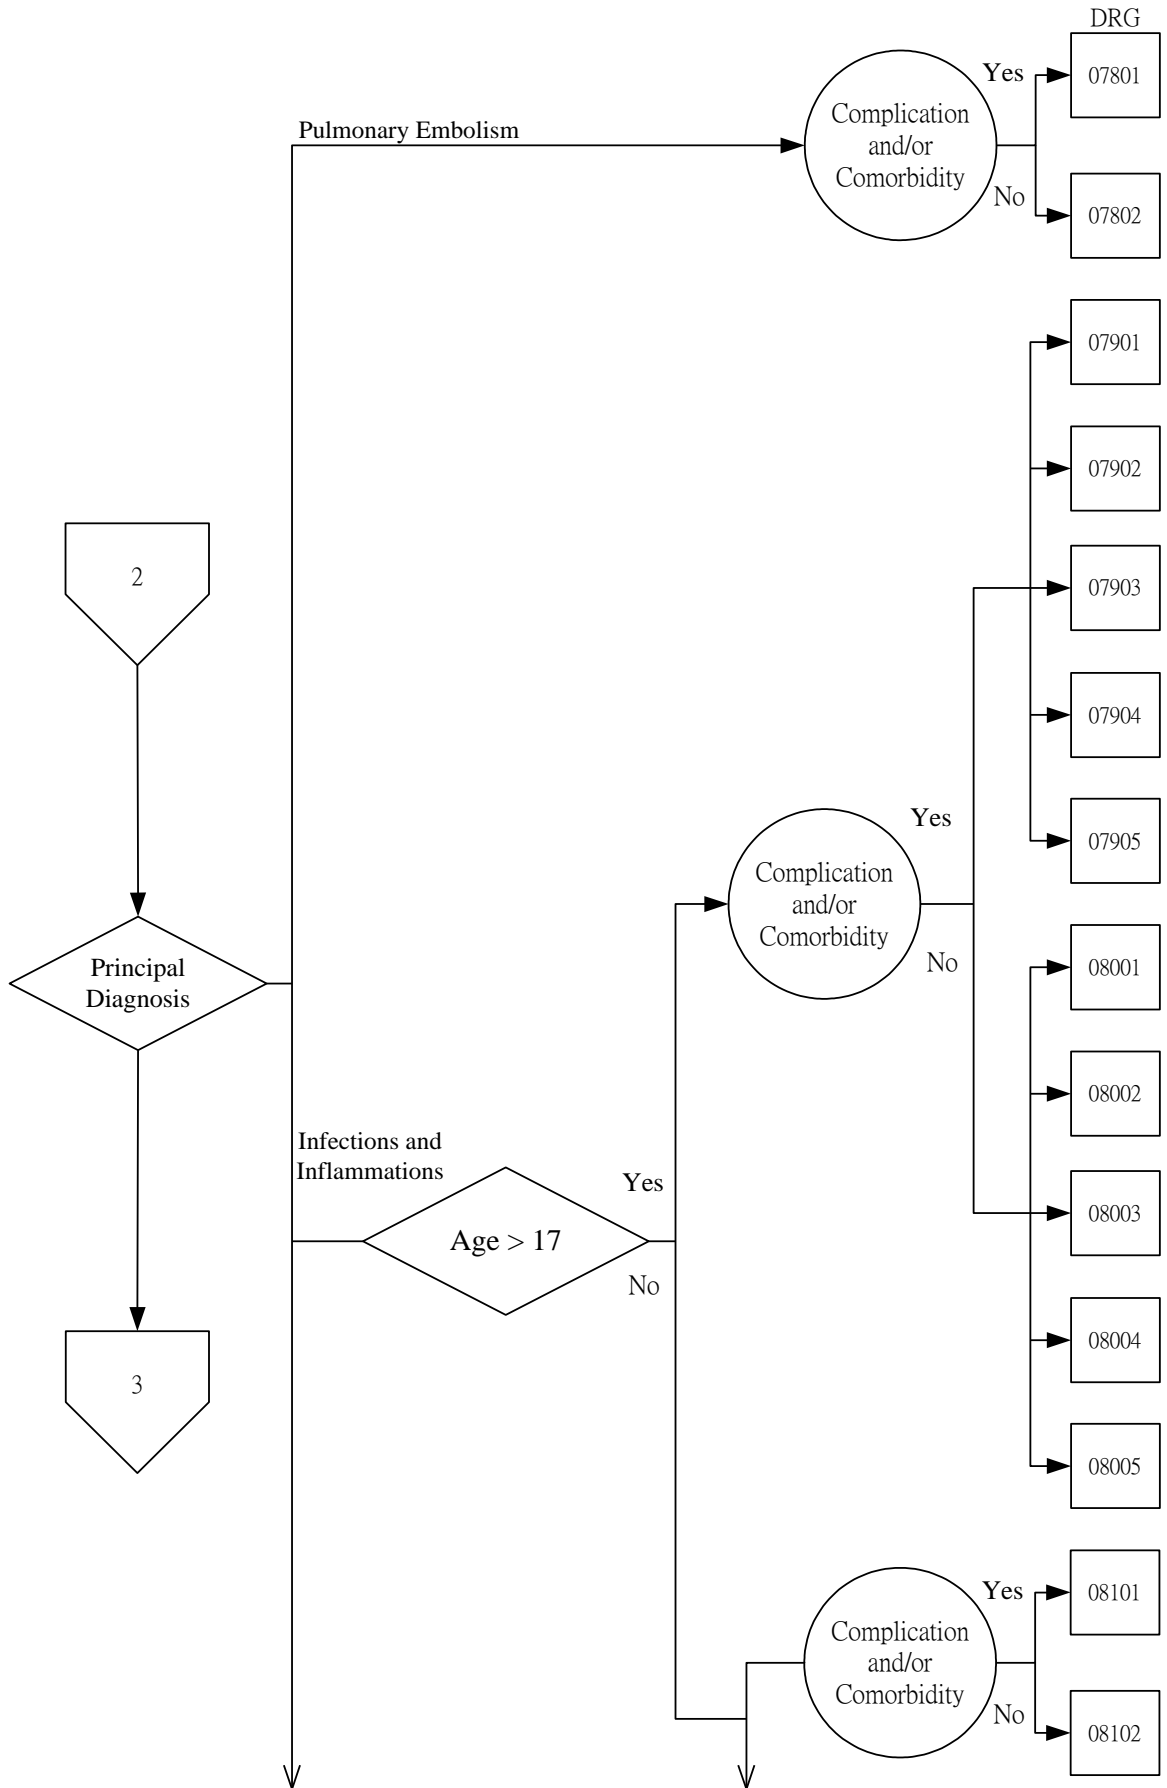 DRG
Yes
07801
Pulmonary Embolism
Complication
and/or
Comorbidity
No
07802
07901
07902
2
07903
07904
Yes
07905
Complication
and/or
Comorbidity
No
Principal
Diagnosis
08001
08002
Infections and
Inflammations
Yes
Age > 17
No
08003
08004
3
08005
Yes
08101
Complication
and/or
Comorbidity
No
08102